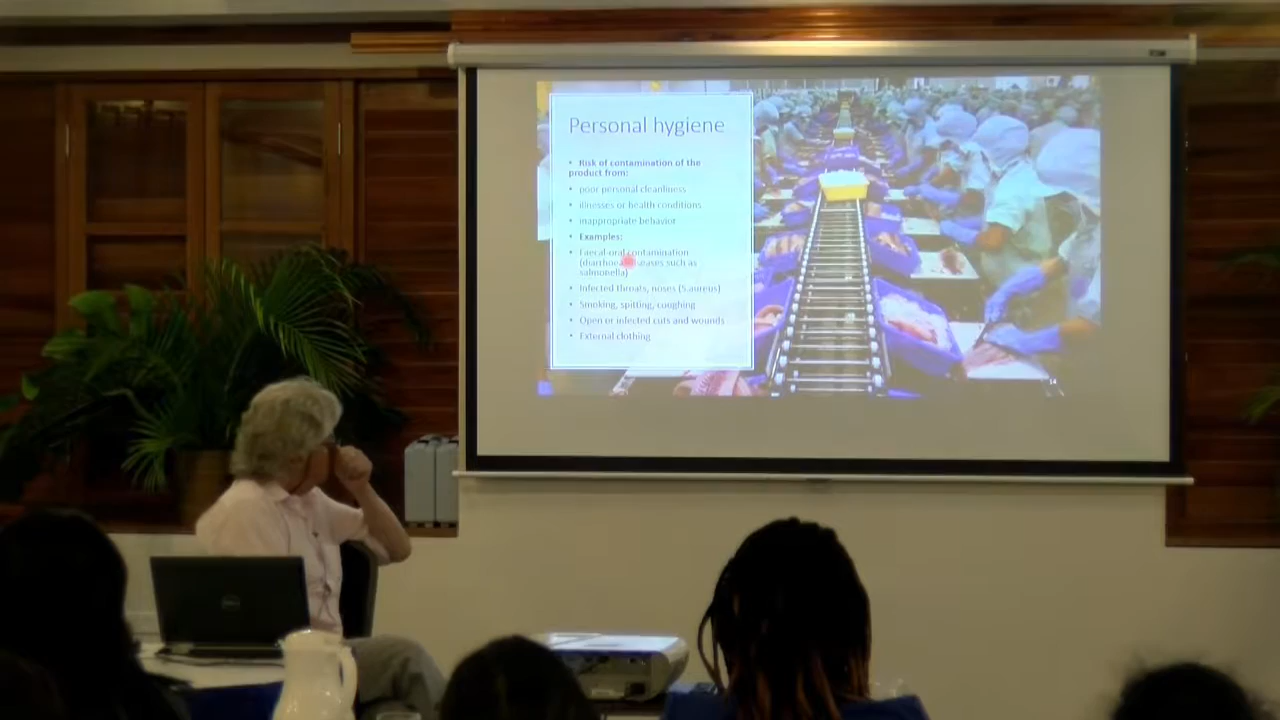 Personal hygiene
• Risk of contamination of the
product from:
• poor personal cleanliness
• illnesses or health conditions
• inappropriate behavior
• Examples:
• Faecal-oral contamination
(diarrhoea
salmonella)
• Infected throats, noses (S.aureus)
• Smoking, spitting, coughing
• Open or infected cuts and wounds
• External clothing